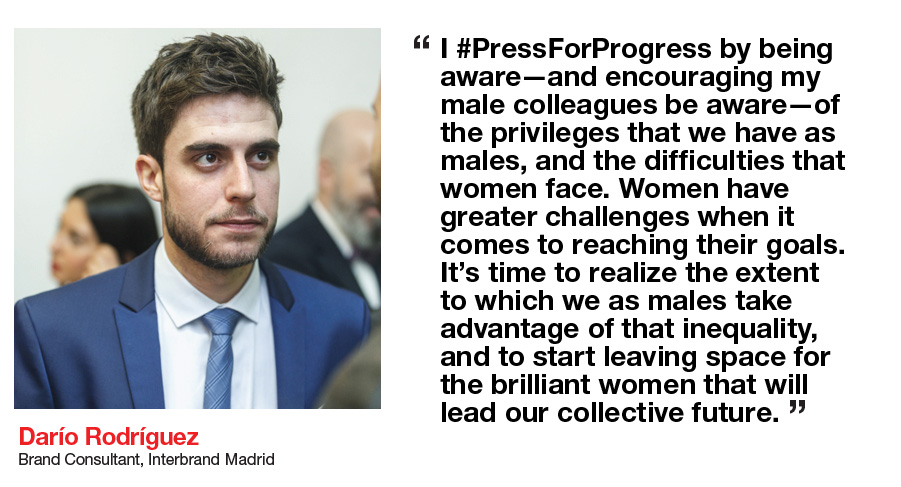 “ I #PressForProgress by being
aware—and encouraging my
male colleagues be aware—of
the privileges that we have as
males, and the difficulties that
women face. Women have
greater challenges when it
comes to reaching their goals.
It’s time to realize the extent
to which we as males take
advantage of that inequality,
and to start leaving space for
the brilliant women that will
lead our collective future. ”
Darío Rodríguez
Brand Consultant, Interbrand Madrid